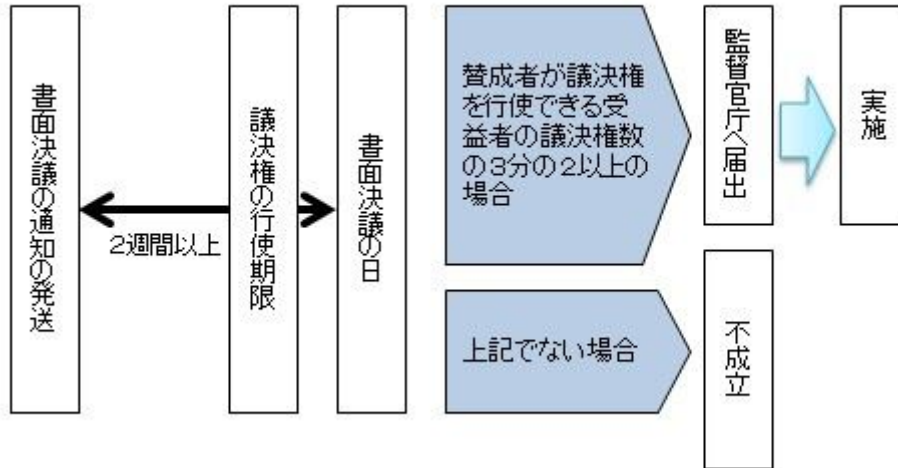 書面決議の通知の発送
2週間以上
議決権の行使期限
書面決議の日
賛成者が議決権
を行使できる受
益者の議決権数
の3分の2以上の
場合
監督官庁へ届出
実施
上記でない場合
不成立